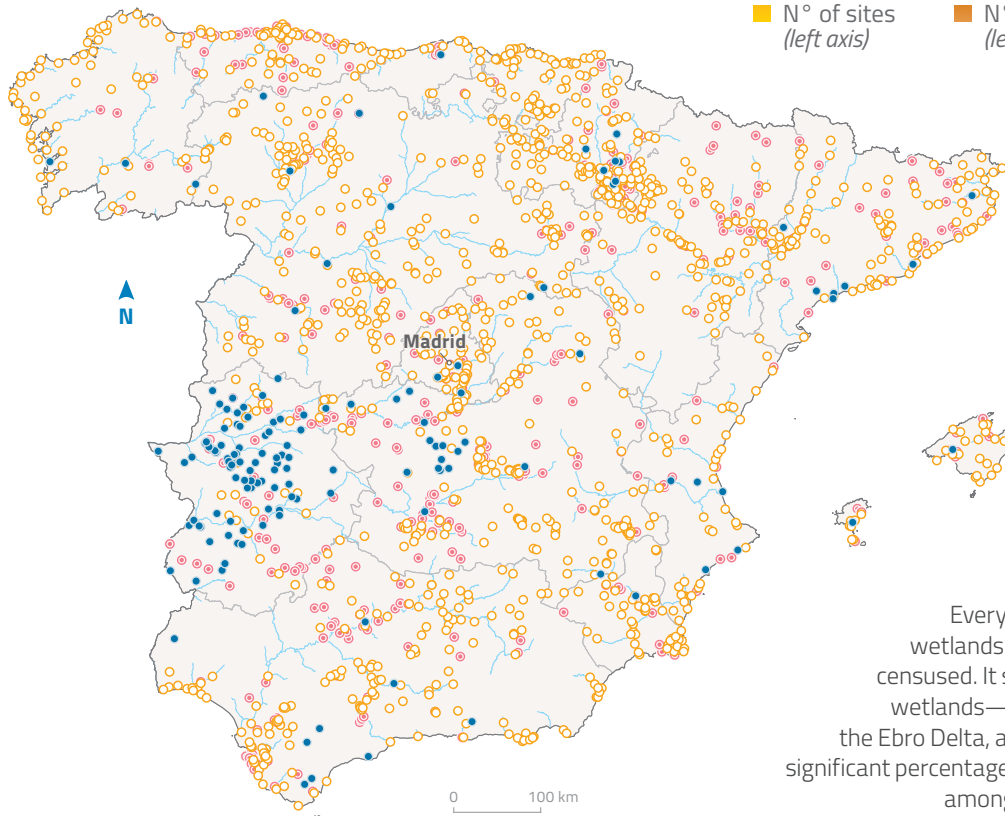 N° of sites
(left axis)
N
Madrid
0 100 km
Every
wetlands
censused. It
wetlands—
the Ebro Delta, a
significant percentage
among